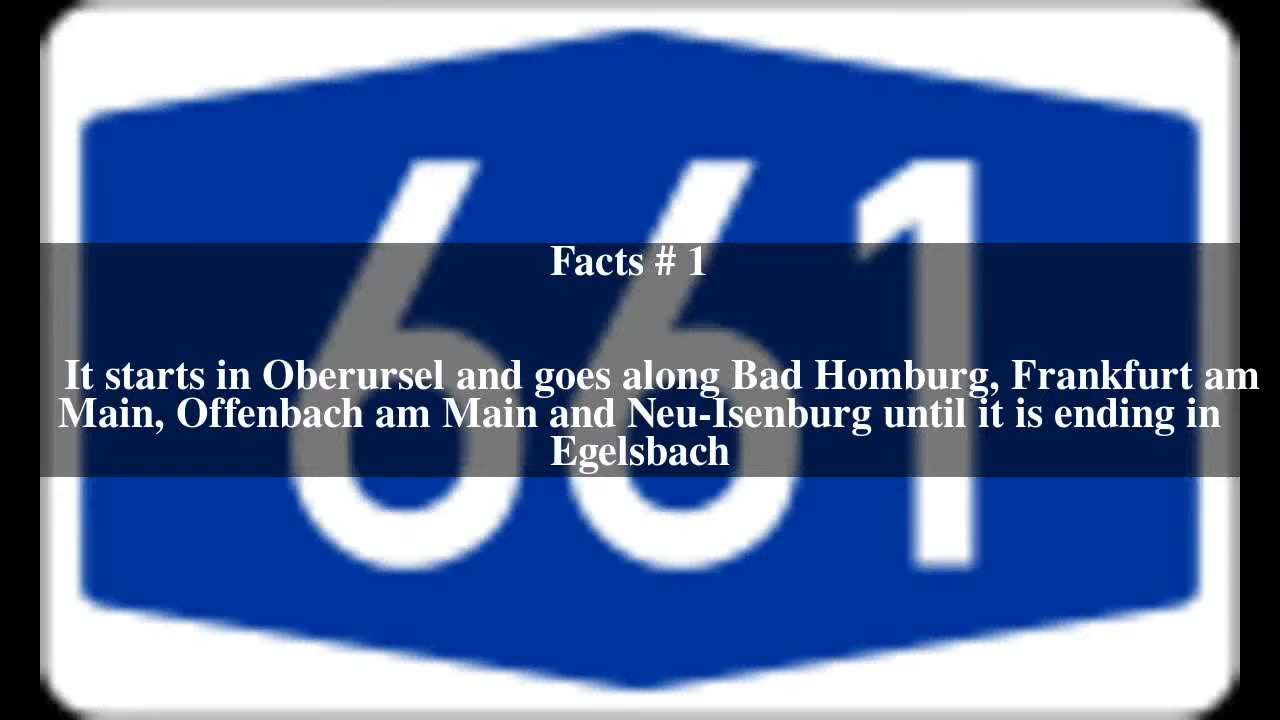 661
Facts # 1
It starts in Oberursel and goes along Bad Homburg, Frankfurt am
Main, Offenbach am Main and Neu-Isenburg until it is ending in
Egelsbach